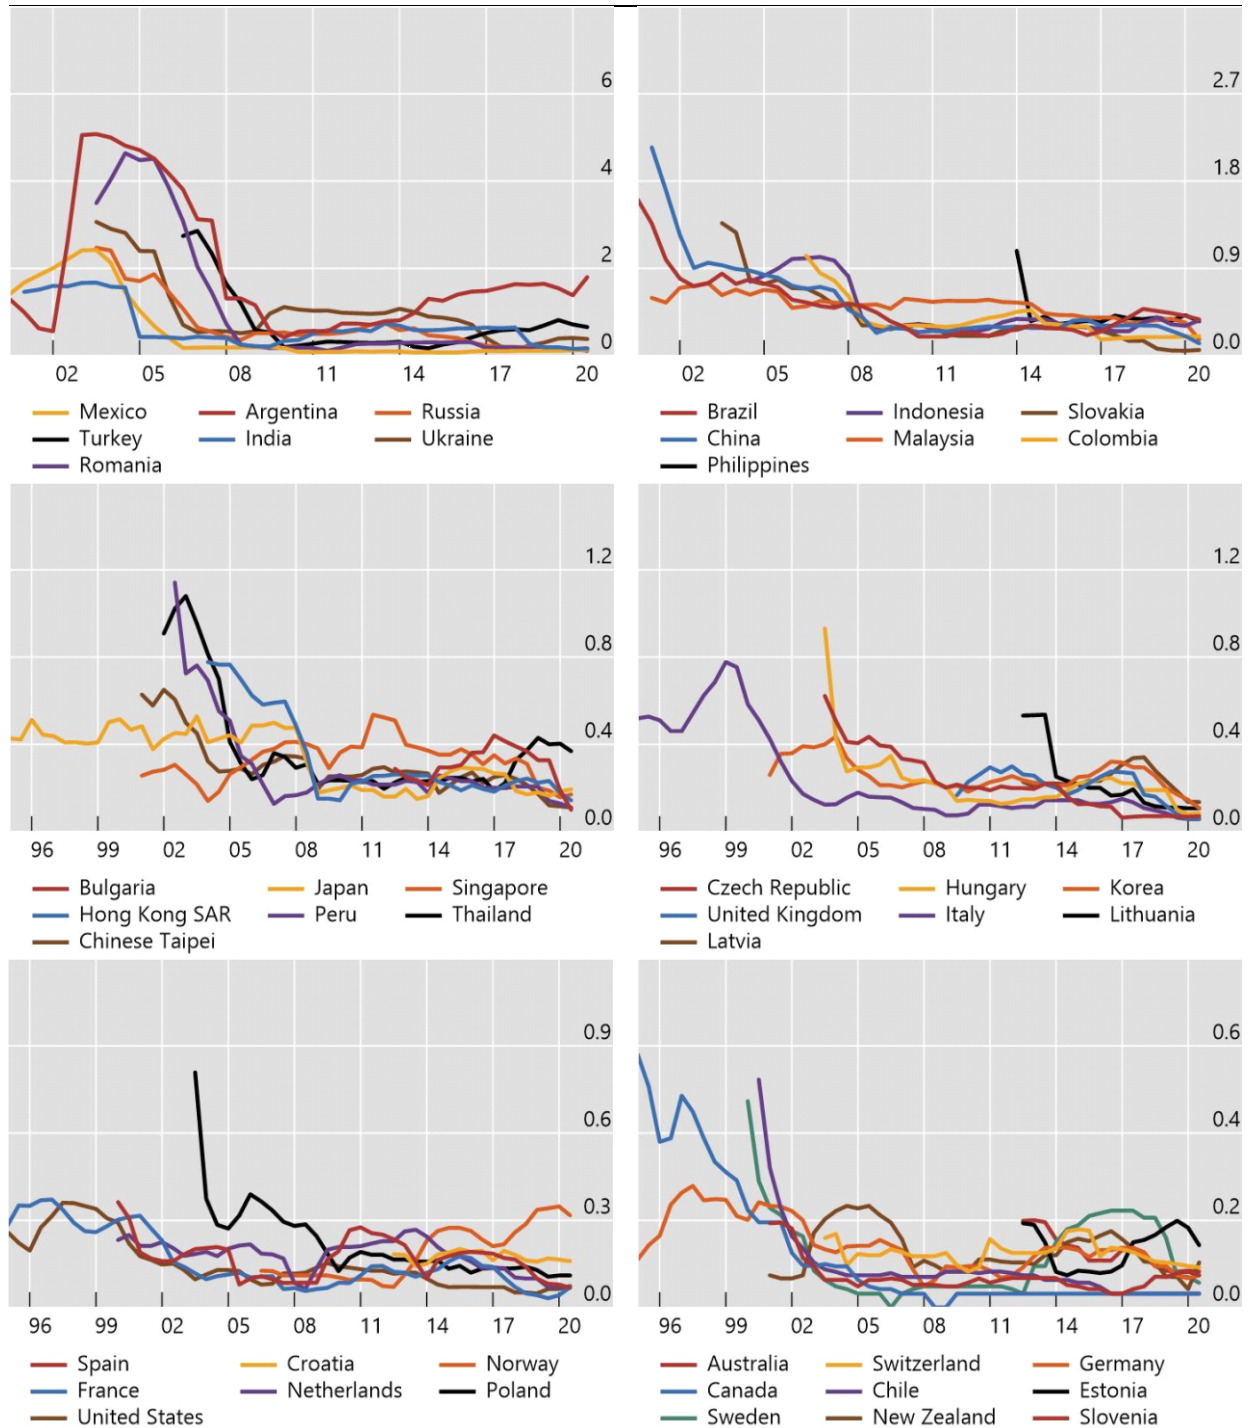 6
4
2
0
02 05 08 11 14 17 20
Mexico Argentina Russia
Turkey India Ukraine
Romania
2.7
1.8
0.9
0.0
02 05 08 11 14 17 20
Brazil Indonesia Slovakia
China Malaysia Colombia
Philippines
1.2
0.8
0.4
0.0
96 99 02 05 08 11 14 17 20
Bulgaria Japan Singapore
Hong Kong SAR Peru Thailand
Chinese Taipei
1.2
0.8
0.4
0.0
96 99 02 05 08 11 14 17 20
Czech Republic Hungary Korea
United Kingdom Italy Lithuania
Latvia
0.9
0.6
0.3
0.0
96 99 02 05 08 11 14 17 20
Spain Croatia Norway
France Netherlands Poland
United States
0.6
0.4
0.2
0.0
96 99 02 05 08 11 14 17 20
Australia Switzerland Germany
Canada Chile Estonia
Sweden New Zealand Slovenia